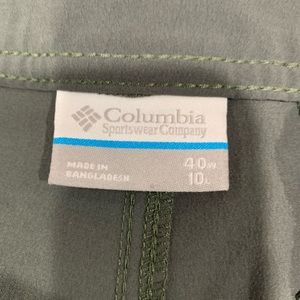 Columbia
Sportswear Company
MADE IN
BANGLADESH
40W
10L